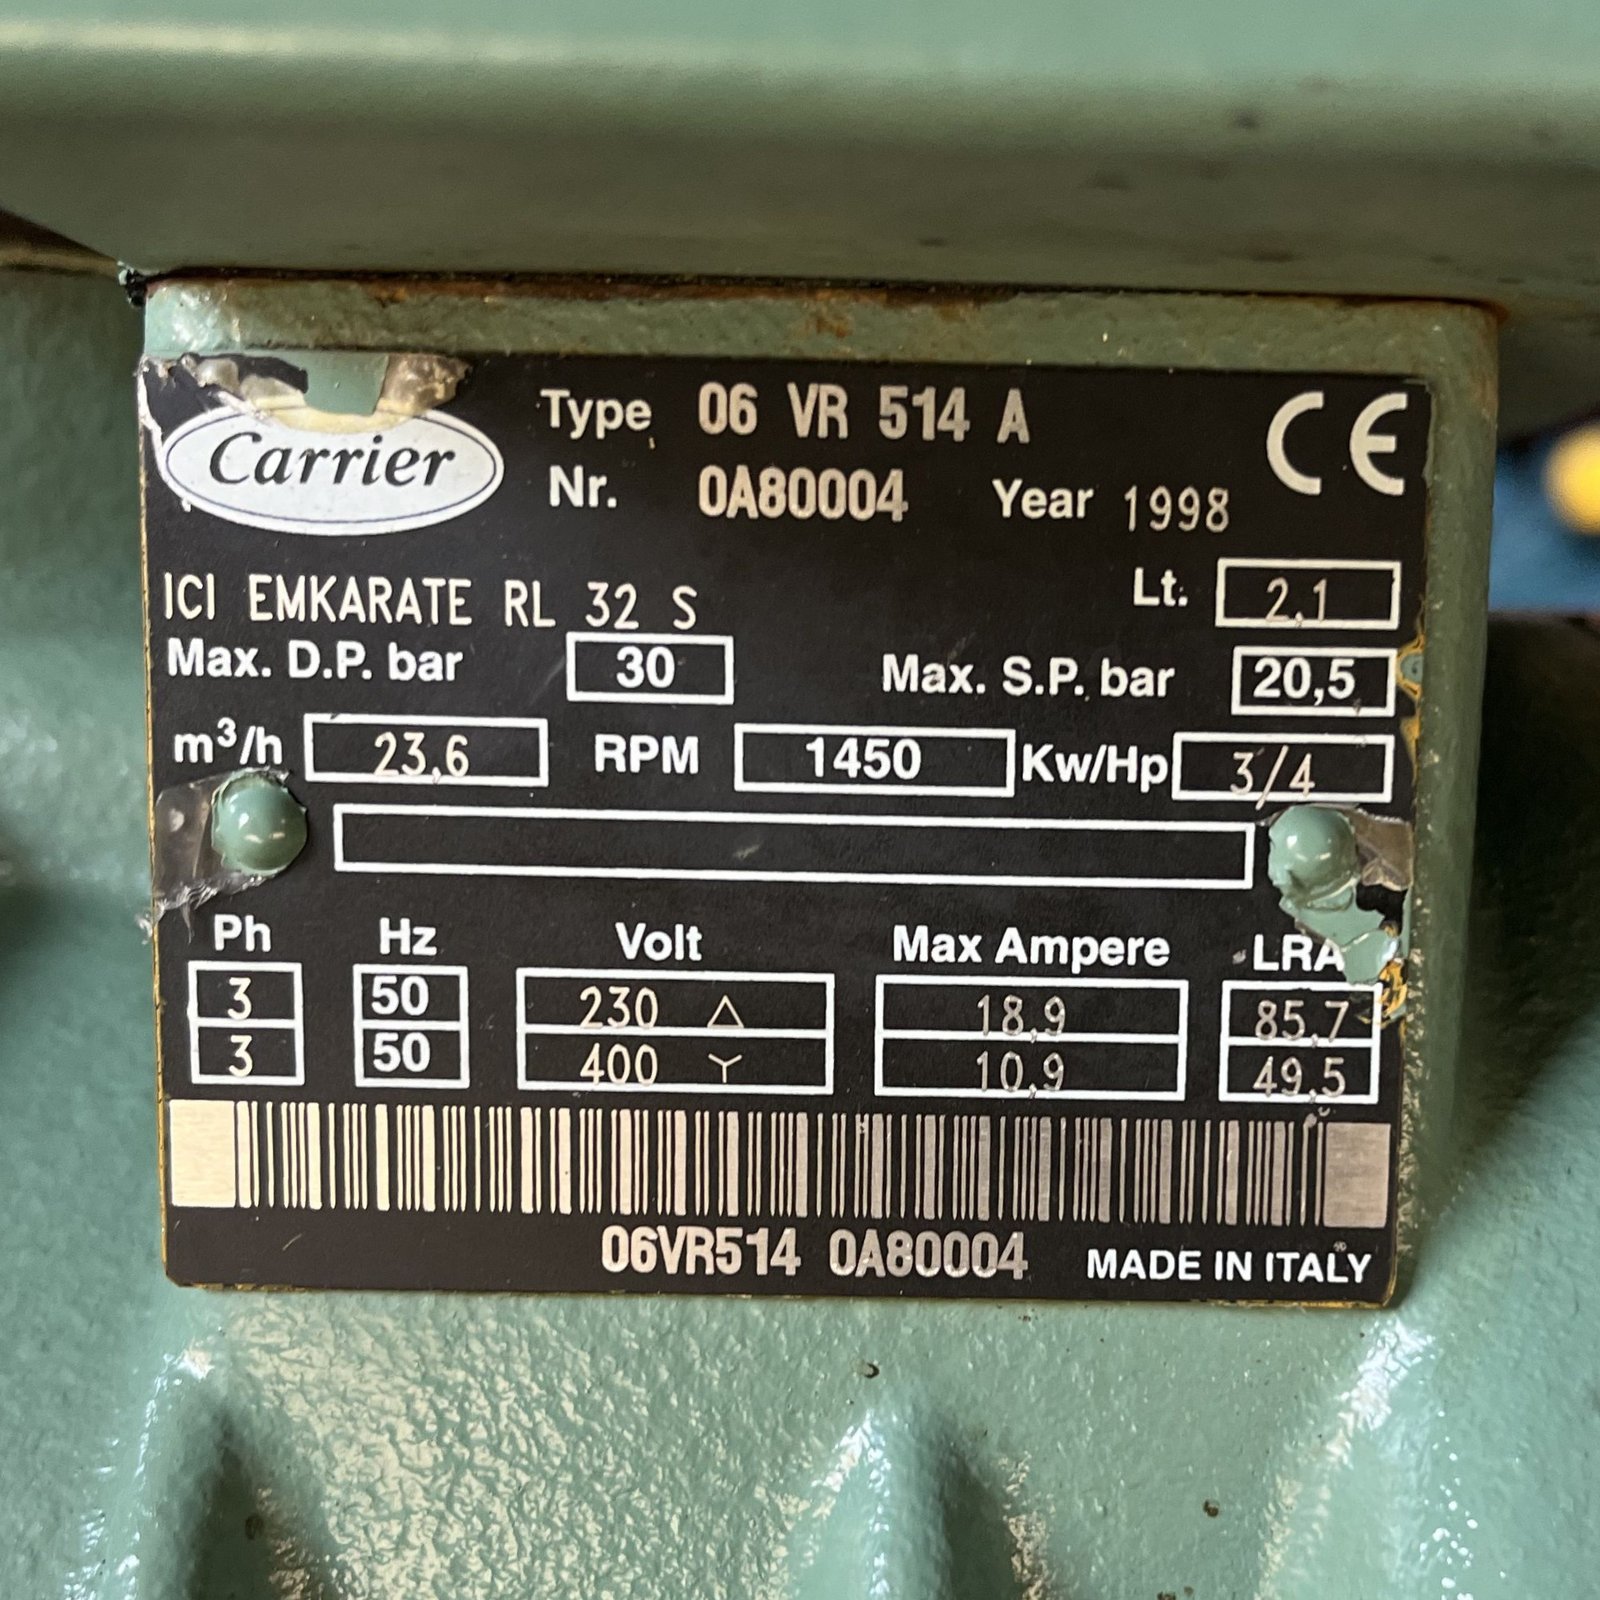 Carrier
Type 06 VR 514 A
CE
Nr. 0A80004 Year 1998
ICI EMKARATE RL 32 S
Lt. 2,1
Max. D.P. bar 30 Max. S.P. bar 20,5
m³/h 23,6 RPM 1450 Kw/Hp 3/4
Ph Hz Volt Max Ampere LRA
3 50 230 △ 18,9 85,7
3 50 400 Y 10,9 49,5
06VR514 0A80004 MADE IN ITALY